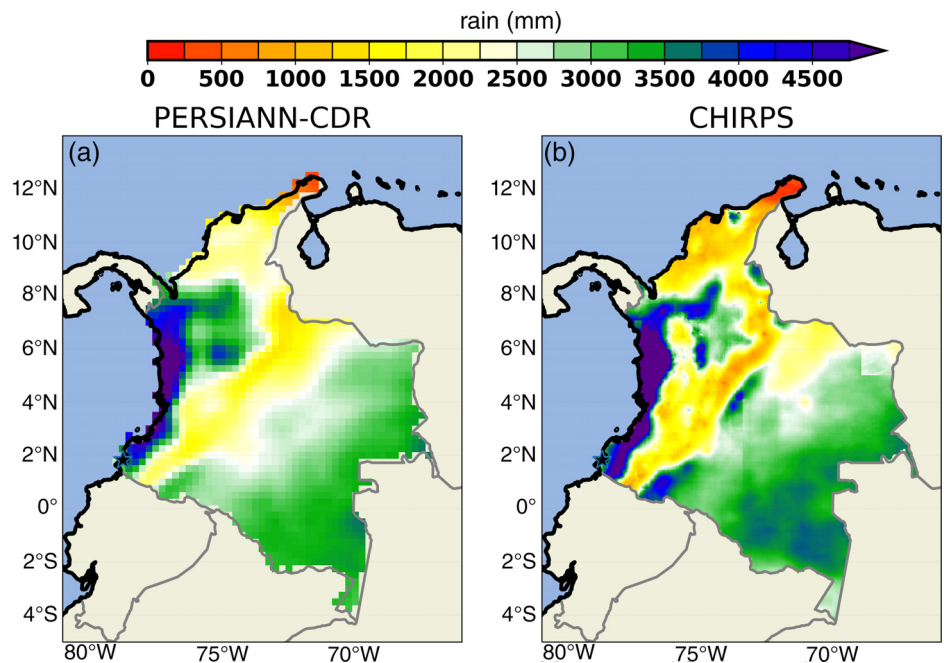 rain (mm)
0 500 1000 1500 2000 2500 3000 3500 4000 4500
PERSIANN-CDR CHIRPS
(a) (b)
12°N 12°N
10°N 10°N
8°N 8°N
6°N 6°N
4°N 4°N
2°N 2°N
0° 0°
2°S 2°S
4°S 4°S
80°W 75°W 70°W 80°W 75°W 70°W